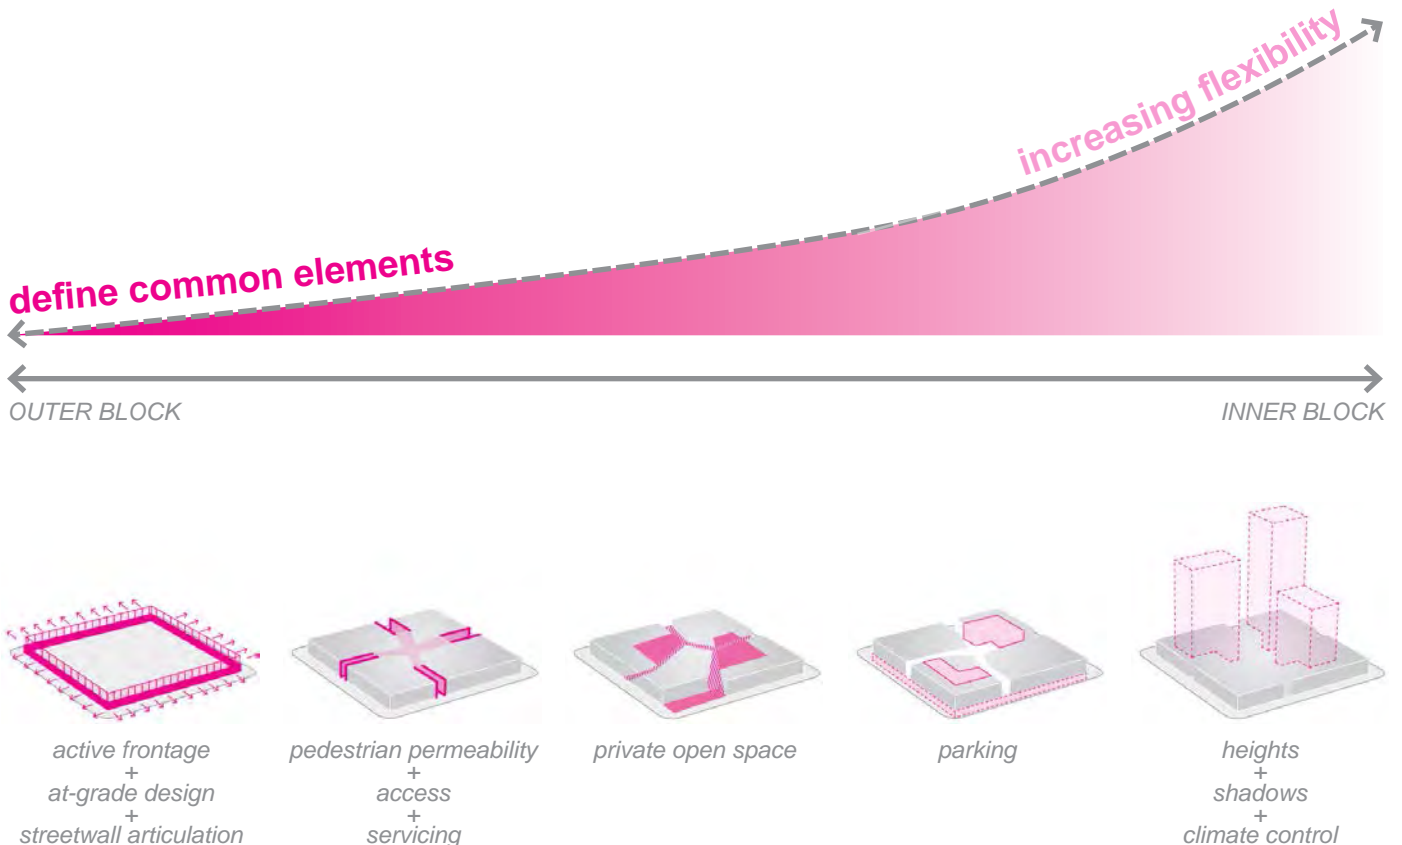 increasing flexibility
define common elements
OUTER BLOCK
INNER BLOCK
active frontage
+
at-grade design
+
streetwall articulation
pedestrian permeability
+
access
+
servicing
private open space
parking
heights
+
shadows
+
climate control